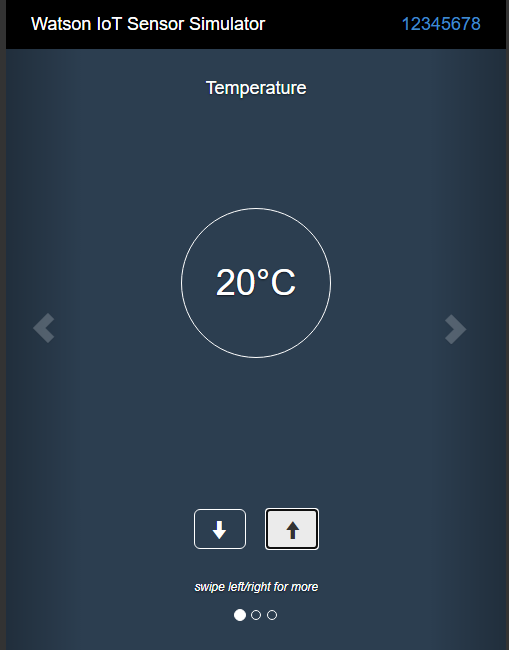 Watson IoT Sensor Simulator 12345678
Temperature
20°C
swipe left/right for more